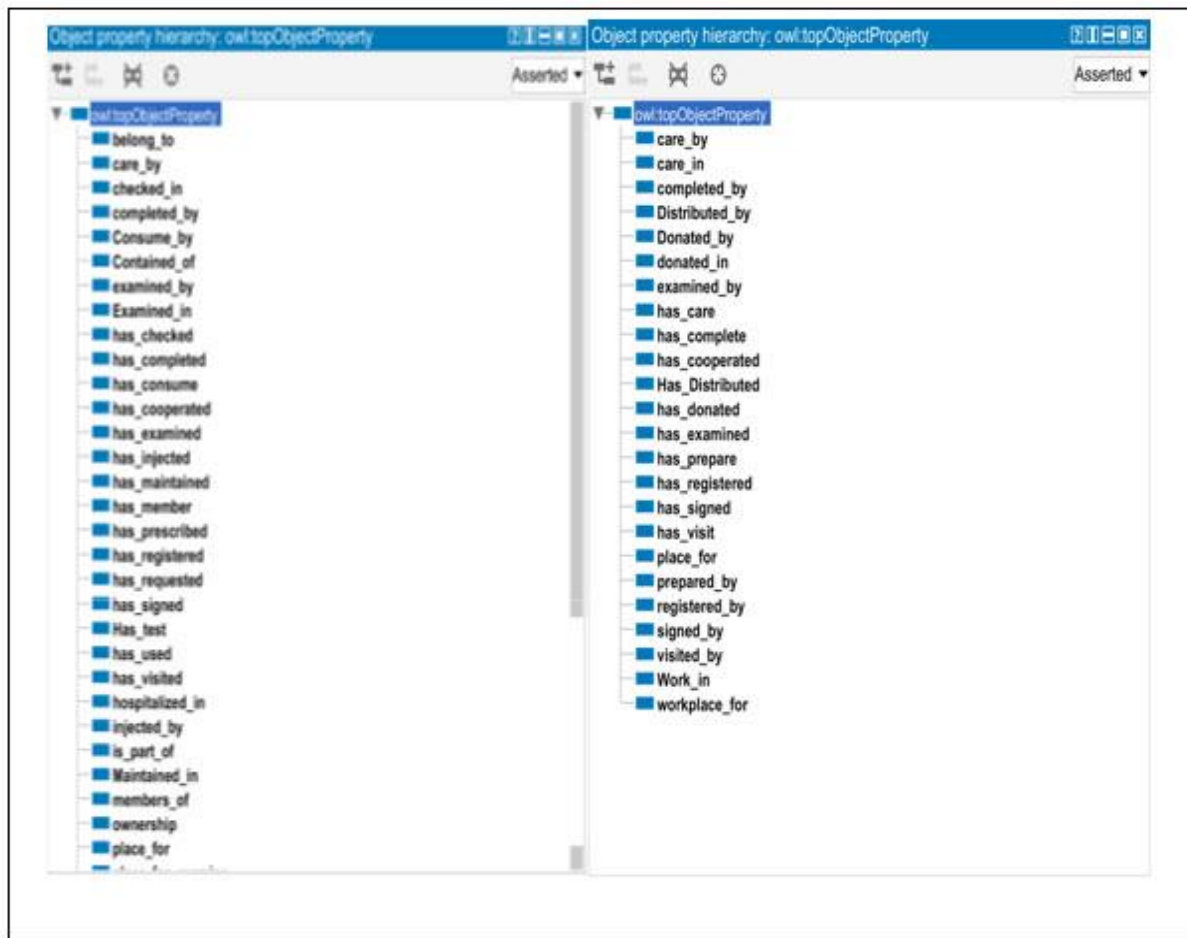 Object property hierarchy: owl:topObjectProperty
Asserted
owl:topObjectProperty
belong_to
care_by
checked_in
completed_by
Consume_by
Contained_of
examined_by
Examined_in
has_checked
has_completed
has_consume
has_cooperated
has_examined
has_injected
has_maintained
has_member
has_prescribed
has_registered
has_requested
has_signed
Has_test
has_used
has_visited
hospitalized_in
injected_by
is_part_of
Maintained_in
members_of
ownership
place_for
Object property hierarchy: owl:topObjectProperty
Asserted
owl:topObjectProperty
care_by
care_in
completed_by
Distributed_by
Donated_by
donated_in
examined_by
has_care
has_complete
has_cooperated
Has_Distributed
has_donated
has_examined
has_prepare
has_registered
has_signed
has_visit
place_for
prepared_by
registered_by
signed_by
visited_by
Work_in
workplace_for